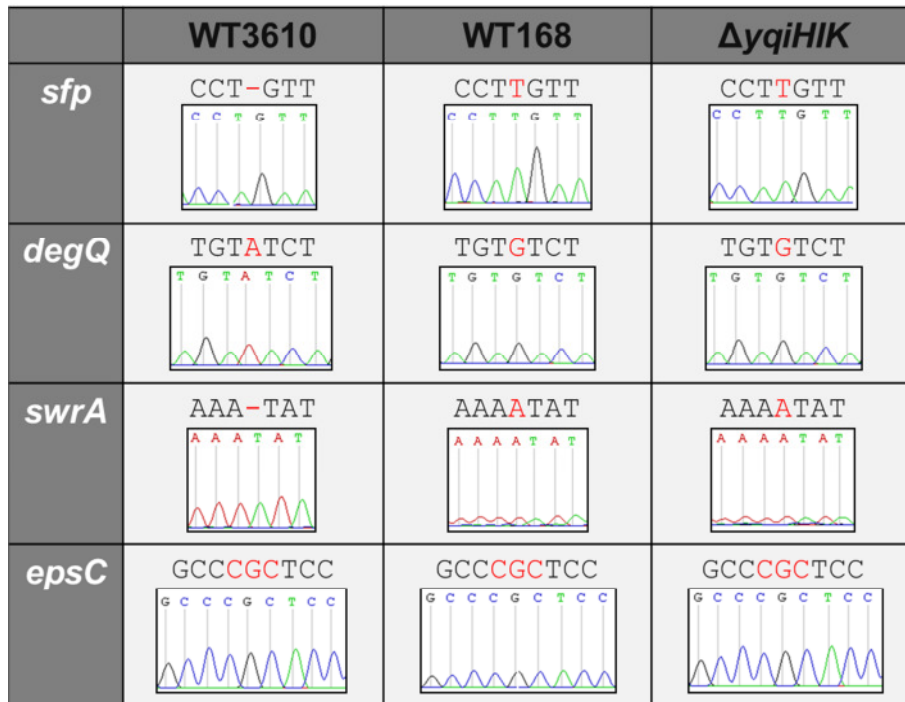 WT3610 WT168 ΔyqiHIK
sfp CCT-GTT CCTTGTT CCTTGTT
C C T G T T C C T T G T T C C T T G T T
degQ TGTATCT TGTGTCT TGTGTCT
T G T A T C T T G T G T C T T G T G T C T
swrA AAA-TAT AAAATAT AAAATAT
A A A T A T A A A A T A T A A A A T A T
epsC GCCCGCTCC GCCCGCTCC GCCCGCTCC
G C C C G C T C C G C C C G C T C C G C C C G C T C C